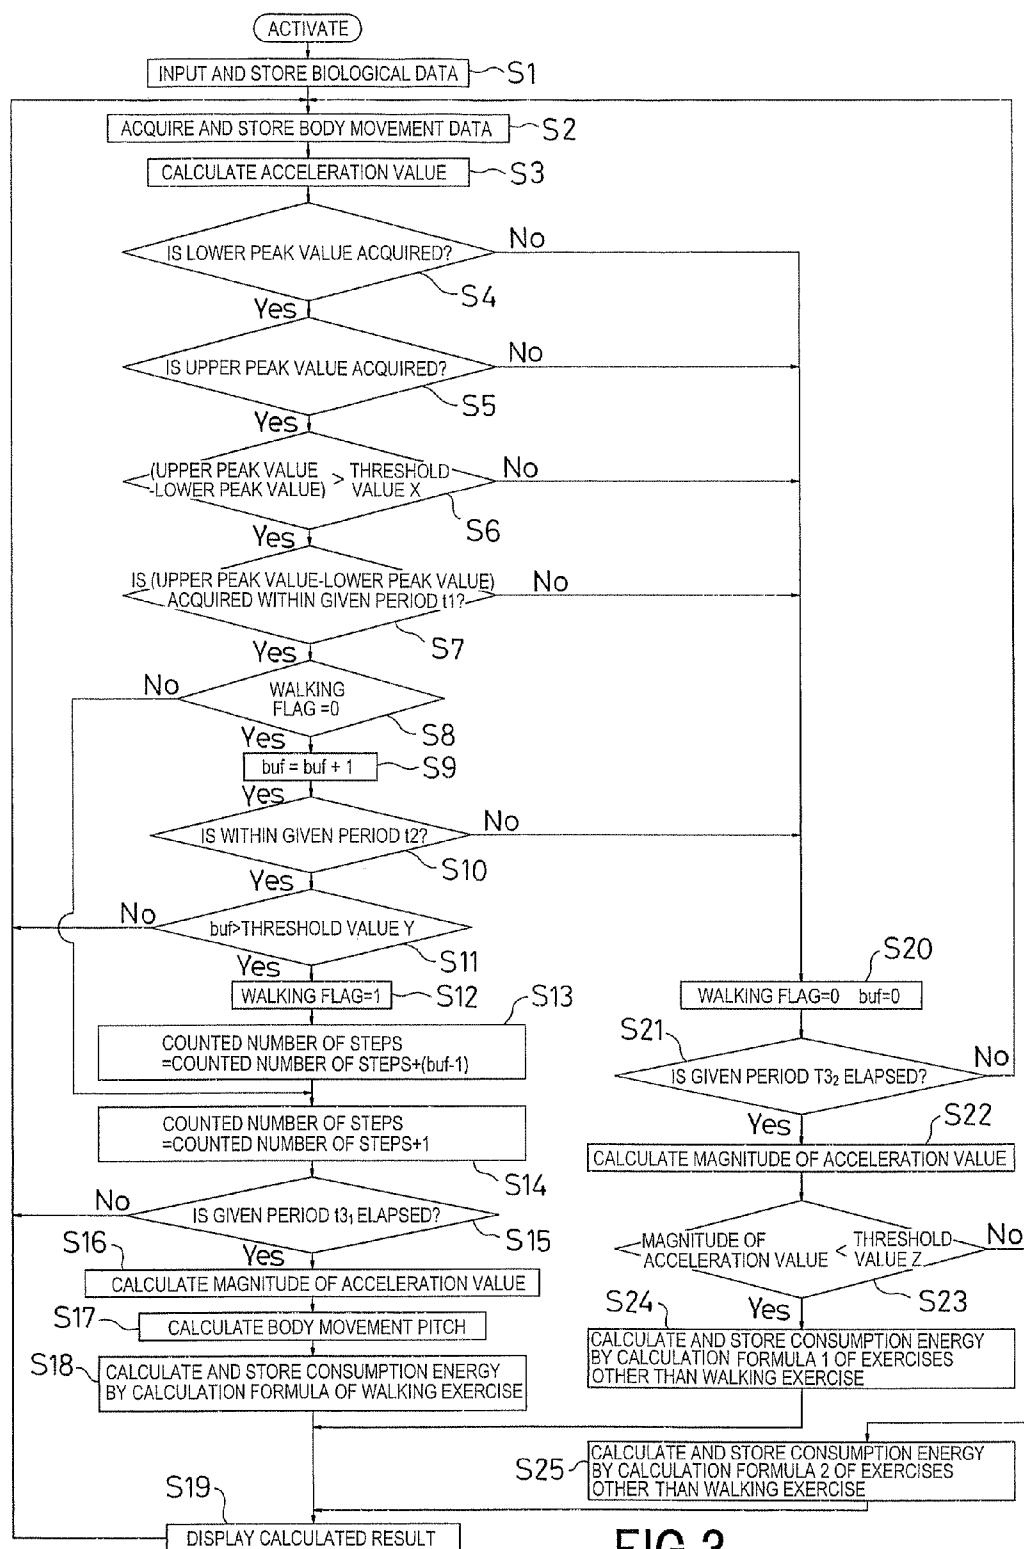 ACTIVATE
INPUT AND STORE BIOLOGICAL DATA
S1
ACQUIRE AND STORE BODY MOVEMENT DATA
S2
CALCULATE ACCELERATION VALUE
S3
IS LOWER PEAK VALUE ACQUIRED?
No
S4
Yes
IS UPPER PEAK VALUE ACQUIRED?
No
S5
Yes
(UPPER PEAK VALUE
-LOWER PEAK VALUE) > THRESHOLD
VALUE X
No
S6
Yes
IS (UPPER PEAK VALUE-LOWER PEAK VALUE)
ACQUIRED WITHIN GIVEN PERIOD t1?
No
S7
Yes
No
WALKING
FLAG =0
S8
Yes
buf = buf + 1
S9
Yes
IS WITHIN GIVEN PERIOD t2?
No
S10
Yes
No
buf>THRESHOLD VALUE Y
S11
Yes
WALKING FLAG=1
S12
S13
COUNTED NUMBER OF STEPS
=COUNTED NUMBER OF STEPS+(buf-1)
COUNTED NUMBER OF STEPS
=COUNTED NUMBER OF STEPS+1
S14
No
IS GIVEN PERIOD t3₁ ELAPSED?
S15
Yes
S16
CALCULATE MAGNITUDE OF ACCELERATION VALUE
S17
CALCULATE BODY MOVEMENT PITCH
S18
CALCULATE AND STORE CONSUMPTION ENERGY
BY CALCULATION FORMULA OF WALKING EXERCISE
S19
DISPLAY CALCULATED RESULT
S20
WALKING FLAG=0 buf=0
S21
IS GIVEN PERIOD T3₂ ELAPSED?
No
Yes
S22
CALCULATE MAGNITUDE OF ACCELERATION VALUE
MAGNITUDE OF
ACCELERATION VALUE < THRESHOLD
VALUE Z
No
S23
Yes
S24
CALCULATE AND STORE CONSUMPTION ENERGY
BY CALCULATION FORMULA 1 OF EXERCISES
OTHER THAN WALKING EXERCISE
S25
CALCULATE AND STORE CONSUMPTION ENERGY
BY CALCULATION FORMULA 2 OF EXERCISES
OTHER THAN WALKING EXERCISE
FIG.3